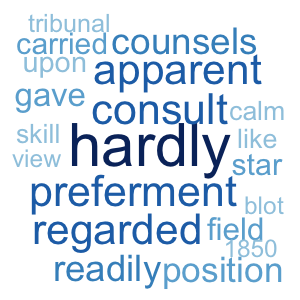 tribunal
carried counsels
upon apparent
gave consult calm
skill hardly like
view star
preferment blot
regarded field
1850
readily position